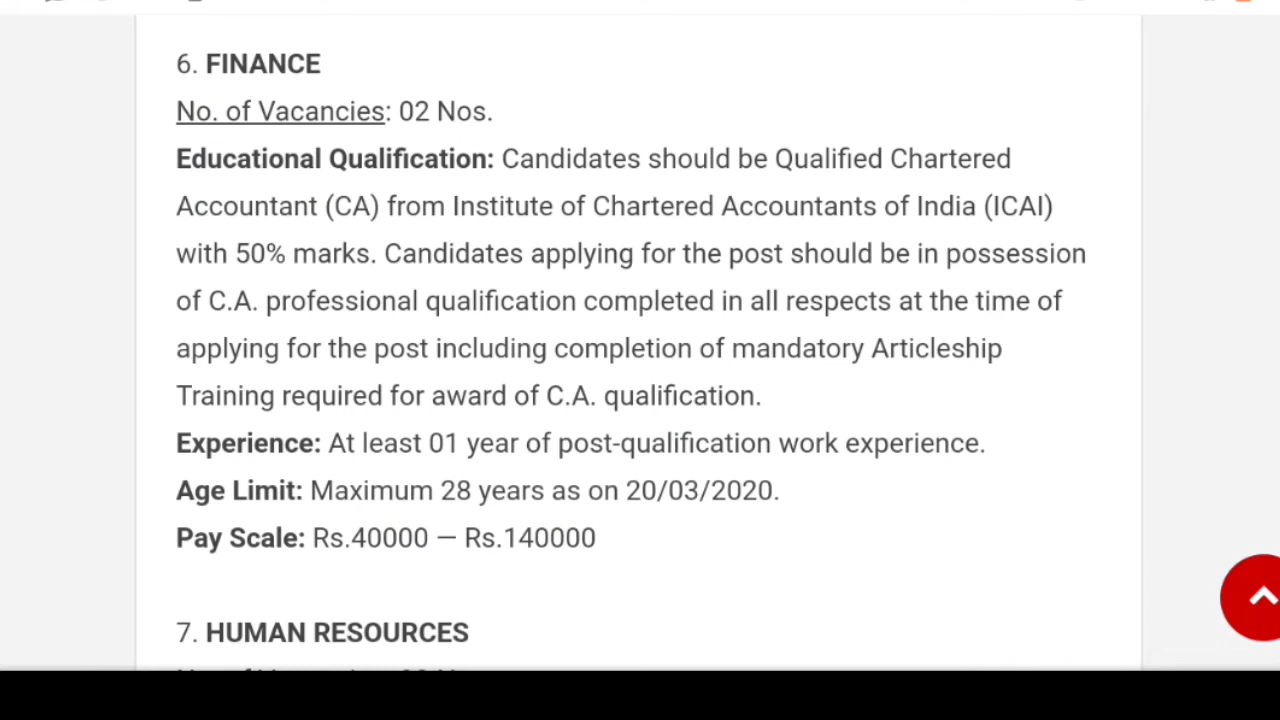 6. FINANCE
No. of Vacancies: 02 Nos.
Educational Qualification: Candidates should be Qualified Chartered
Accountant (CA) from Institute of Chartered Accountants of India (ICAI)
with 50% marks. Candidates applying for the post should be in possession
of C.A. professional qualification completed in all respects at the time of
applying for the post including completion of mandatory Articleship
Training required for award of C.A. qualification.
Experience: At least 01 year of post-qualification work experience.
Age Limit: Maximum 28 years as on 20/03/2020.
Pay Scale: Rs.40000 — Rs.140000
7. HUMAN RESOURCES